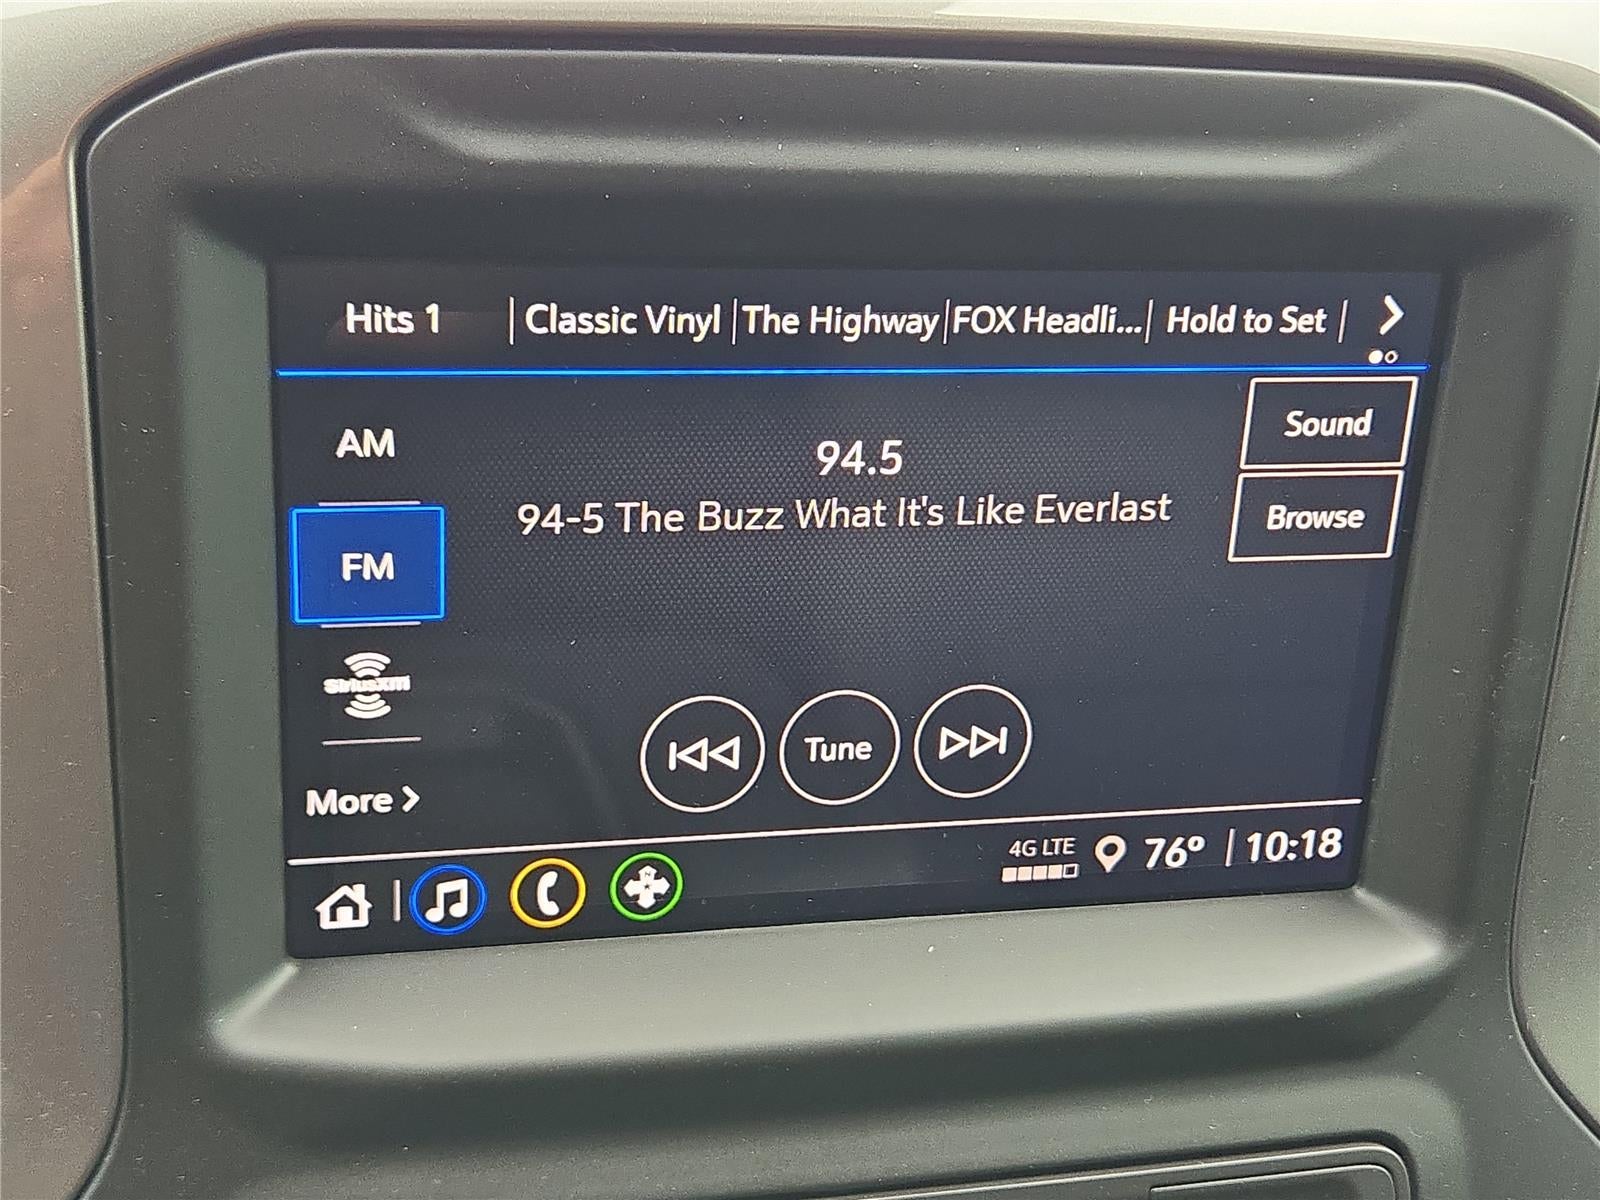 Hits 1 | Classic Vinyl | The Highway | FOX Headli... | Hold to Set |
AM
Sound
94.5
94-5 The Buzz What It's Like Everlast
Browse
FM
SiriusXM
Tune
More
4G LTE 76° | 10:18